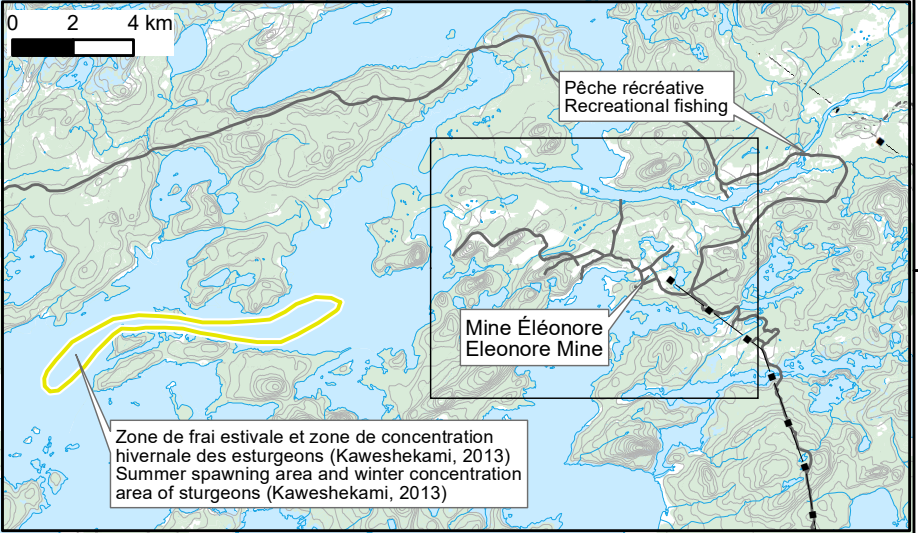 0 2 4 km
Pêche récréative
Recreational fishing
Mine Éléonore
Eleonore Mine
Zone de frai estivale et zone de concentration
hivernale des esturgeons (Kaweshekami, 2013)
Summer spawning area and winter concentration
area of sturgeons (Kaweshekami, 2013)